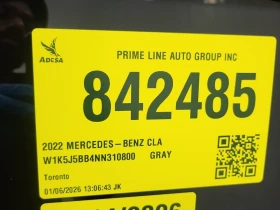 ADCSA
PRIME LINE AUTO GROUP INC
842485
2022 MERCEDES-BENZ CLA
W1K5J5BB4NN310800 GRAY
Toronto
01/06/2026 13:06:43 JK